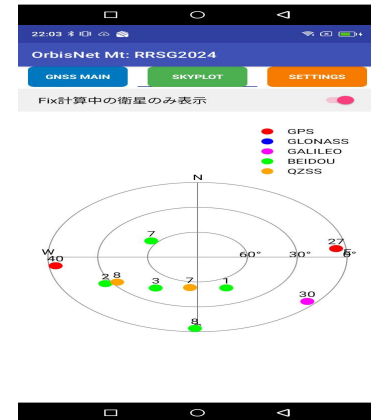 22:03
OrbisNet Mt: RRSG2024
GNSS MAIN SKYPLOT SETTINGS
Fix計算中の衛星のみ表示
GPS
GLONASS
GALILEO
BEIDOU
QZSS
N
7 27
W 60° 30°
40
2 8 3 7 1 30
8